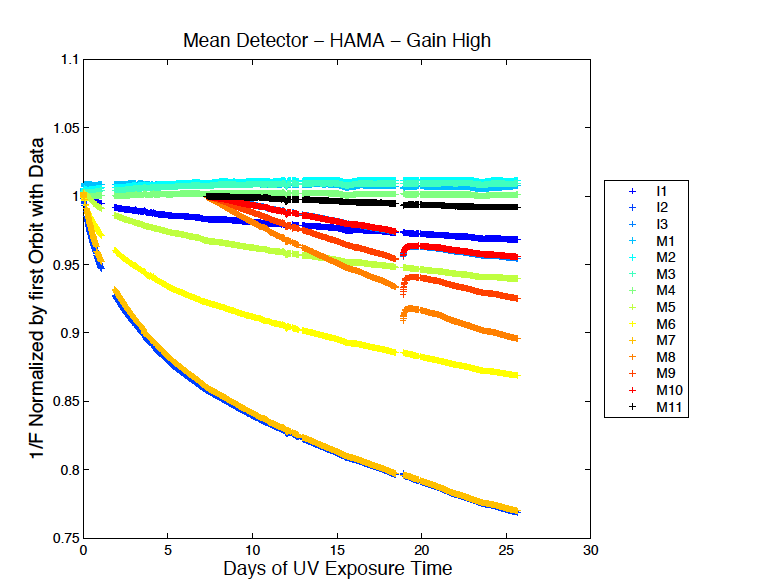 Mean Detector – HAMA – Gain High
1/F Normalized by first Orbit with Data
1.1
1.05
1
0.95
0.9
0.85
0.8
0.75
0 5 10 15 20 25 30
Days of UV Exposure Time
I1
I2
I3
M1
M2
M3
M4
M5
M6
M7
M8
M9
M10
M11